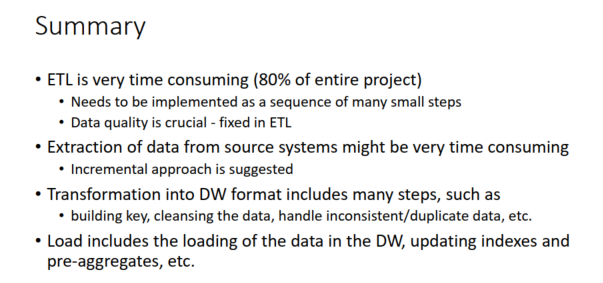 Summary
• ETL is very time consuming (80% of entire project)
• Needs to be implemented as a sequence of many small steps
• Data quality is crucial - fixed in ETL
• Extraction of data from source systems might be very time consuming
• Incremental approach is suggested
• Transformation into DW format includes many steps, such as
• building key, cleansing the data, handle inconsistent/duplicate data, etc.
• Load includes the loading of the data in the DW, updating indexes and
pre-aggregates, etc.